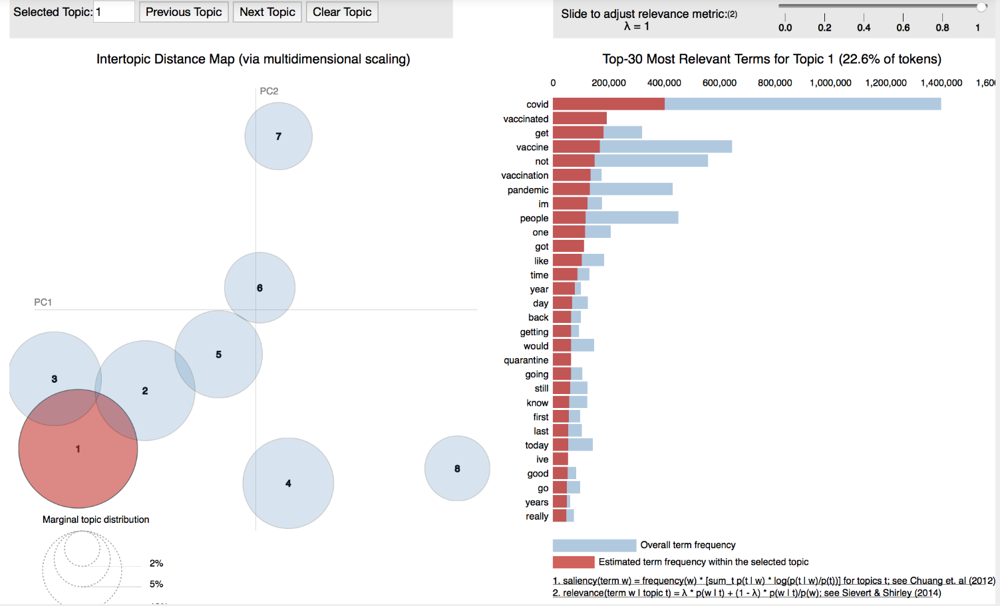 Selected Topic: 1 Previous Topic Next Topic Clear Topic
Slide to adjust relevance metric:(2)
λ = 1
0.0 0.2 0.4 0.6 0.8 1
Intertopic Distance Map (via multidimensional scaling)
PC2
7
6
PC1
5
3
2
1
4
8
Marginal topic distribution
2%
5%
Top-30 Most Relevant Terms for Topic 1 (22.6% of tokens)
0 200,000 400,000 600,000 800,000 1,000,000 1,200,000 1,400,000
covid
vaccinated
get
vaccine
not
vaccination
pandemic
im
people
one
got
like
time
year
day
back
getting
would
quarantine
going
still
know
first
last
today
ive
good
go
years
really
Overall term frequency
Estimated term frequency within the selected topic
1. saliency(term w) = frequency(w) * [sum_t p(t | w) * log(p(t | w)/p(t))] for topics t; see Chuang et. al (2012)
2. relevance(term w | topic t) = λ * p(w | t) + (1 - λ) * p(w | t)/p(w); see Sievert & Shirley (2014)